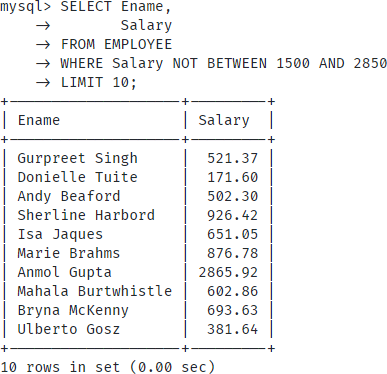 mysql> SELECT Ename,
    -> Salary
    -> FROM EMPLOYEE
    -> WHERE Salary NOT BETWEEN 1500 AND 2850
    -> LIMIT 10;
+-------------------+---------+
| Ename             | Salary  |
+-------------------+---------+
| Gurpreet Singh    |  521.37 |
| Donielle Tuite    |  171.60 |
| Andy Beaford      |  502.30 |
| Sherline Harbord  |  926.42 |
| Isa Jaques        |  651.05 |
| Marie Brahms      |  876.78 |
| Anmol Gupta       | 2865.92 |
| Mahala Burtwhistle |  602.86 |
| Bryna McKenny     |  693.63 |
| Ulberto Gosz      |  381.64 |
+-------------------+---------+
10 rows in set (0.00 sec)